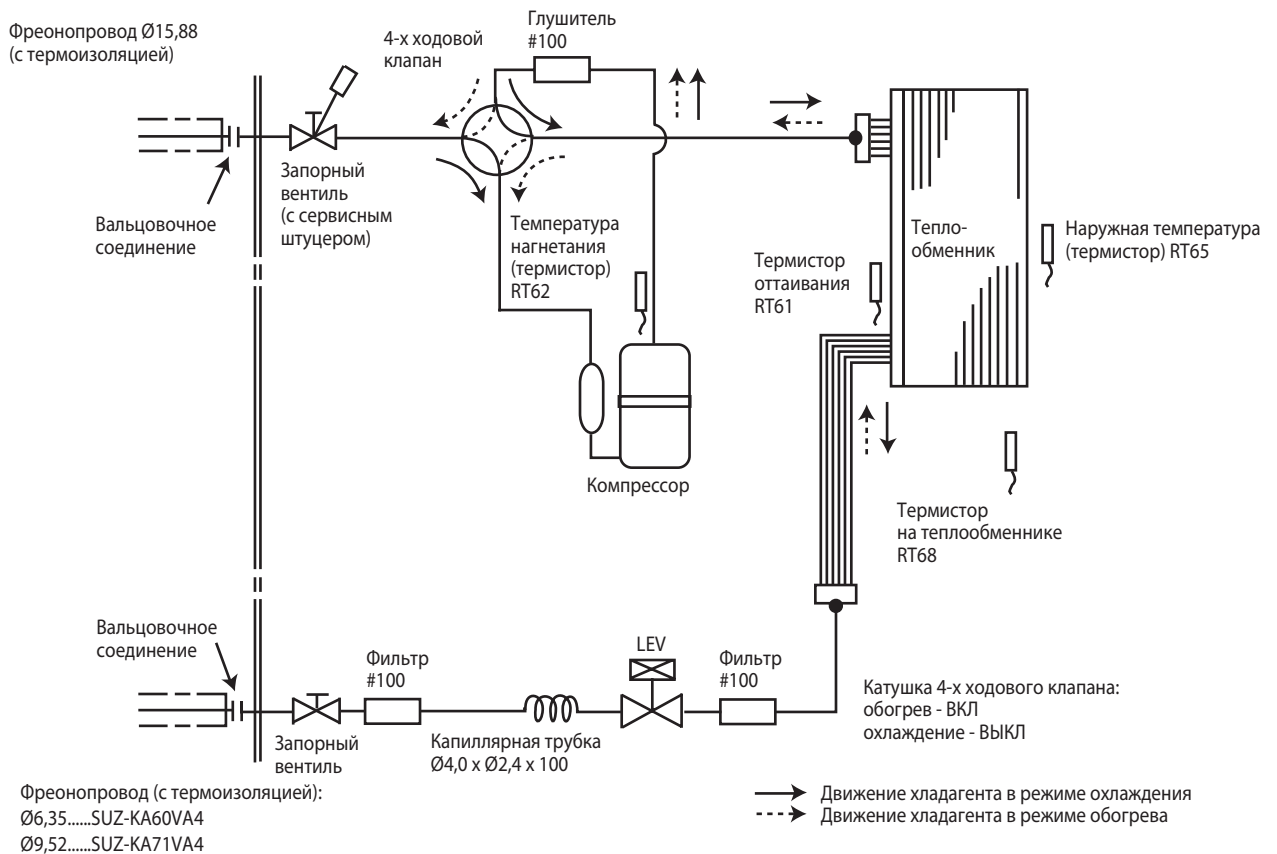 Фреонопровод Ø15,88
(с термоизоляцией)
4-х ходовой
клапан
Глушитель
#100
Запорный
вентиль
(с сервисным
штуцером)
Вальцовочное
соединение
Температура
нагнетания
(термистор)
RT62
Тепло-
обменник
Наружная температура
(термистор) RT65
Термистор
оттаивания
RT61
Компрессор
Термистор
на теплообменнике
RT68
Вальцовочное
соединение
Фильтр
#100
LEV
Фильтр
#100
Катушка 4-х ходового клапана:
обогрев - ВКЛ
охлаждение - ВЫКЛ
Запорный
вентиль
Капиллярная трубка
Ø4,0 x Ø2,4 x 100
Фреонопровод (с термоизоляцией):
Ø6,35......SUZ-KA60VA4
Ø9,52......SUZ-KA71VA4
Движение хладагента в режиме охлаждения
Движение хладагента в режиме обогрева